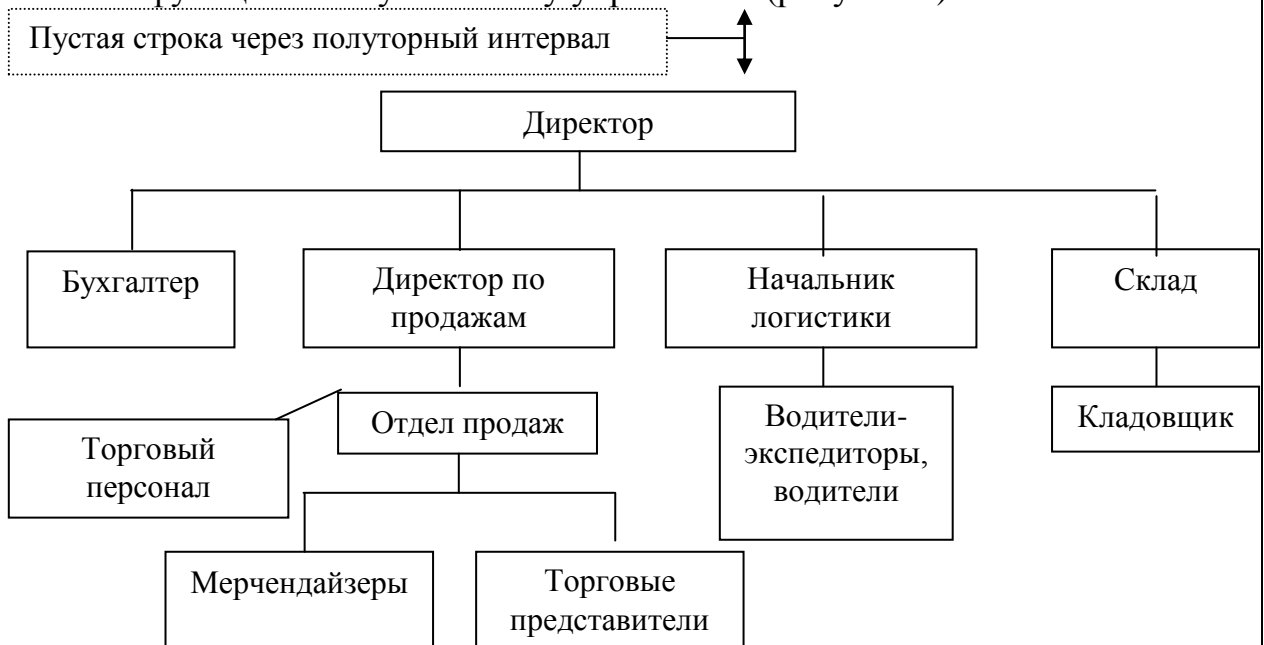 Пустая строка через полуторный интервал
Директор
Бухгалтер
Директор по
продажам
Начальник
логистики
Склад
Торговый
персонал
Отдел продаж
Водители-
экспедиторы,
водители
Кладовщик
Мерчендайзеры
Торговые
представители